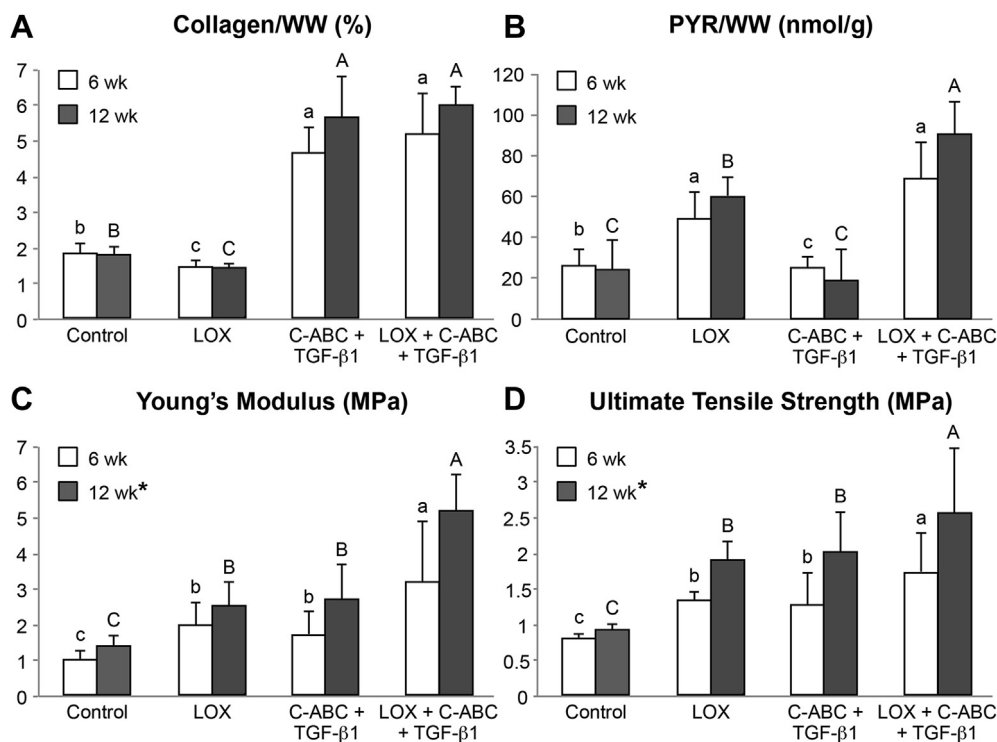 A
Collagen/WW (%)
7
6
5
4
3
2
1
0
6 wk
12 wk
b
B
c
C
a
A
a
A
Control
LOX
C-ABC +
TGF-β1
LOX + C-ABC
+ TGF-β1
B
PYR/WW (nmol/g)
120
100
80
60
40
20
0
6 wk
12 wk
b
C
a
B
c
C
a
A
Control
LOX
C-ABC +
TGF-β1
LOX + C-ABC
+ TGF-β1
C
Young's Modulus (MPa)
7
6
5
4
3
2
1
0
6 wk
12 wk*
c
C
b
B
b
B
a
A
Control
LOX
C-ABC +
TGF-β1
LOX + C-ABC
+ TGF-β1
D
Ultimate Tensile Strength (MPa)
3.5
3
2.5
2
1.5
1
0.5
0
6 wk
12 wk*
c
C
b
B
b
B
a
A
Control
LOX
C-ABC +
TGF-β1
LOX + C-ABC
+ TGF-β1